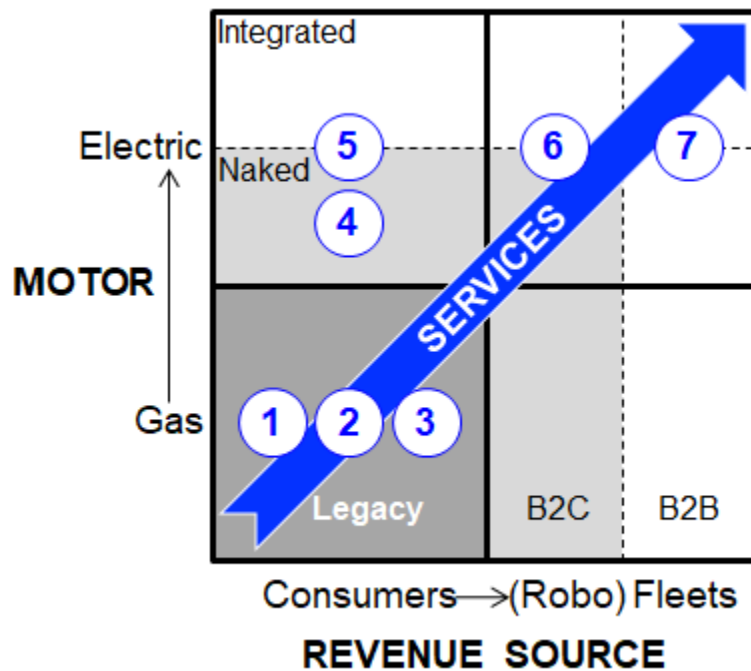 Integrated
Electric
5
6
7
Naked
4
MOTOR
SERVICES
Gas
1
2
3
Legacy
B2C
B2B
Consumers (Robo) Fleets
REVENUE SOURCE